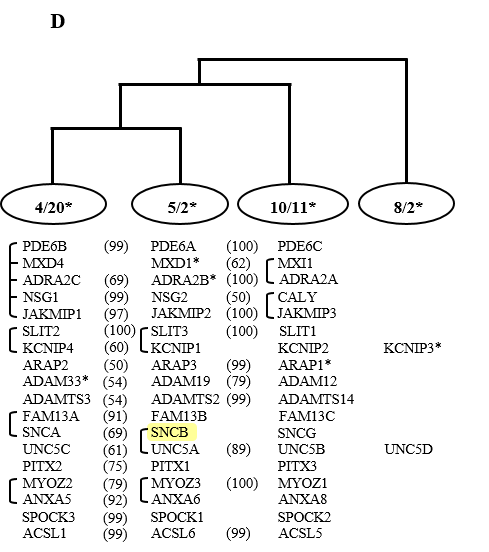 D
4/20* 5/2* 10/11* 8/2*
PDE6B (99) PDE6A (100) PDE6C
MXD4 MXD1* (62) MXI1
ADRA2C (69) ADRA2B* (100) ADRA2A
NSG1 (99) NSG2 (50) CALY
JAKMIP1 (97) JAKMIP2 (100) JAKMIP3
SLIT2 (100) SLIT3 (100) SLIT1
KCNIP4 (60) KCNIP1 KCNIP2 KCNIP3*
ARAP2 (50) ARAP3 (99) ARAP1*
ADAM33* (54) ADAM19 (79) ADAM12
ADAMTS3 (54) ADAMTS2 (99) ADAMTS14
FAM13A (91) FAM13B FAM13C
SNCA (69) SNCB SNCG
UNC5C (61) UNC5A (89) UNC5B UNC5D
PITX2 (75) PITX1 PITX3
MYOZ2 (79) MYOZ3 (100) MYOZ1
ANXA5 (92) ANXA6 ANXA8
SPOCK3 (99) SPOCK1 SPOCK2
ACSL1 (99) ACSL6 (99) ACSL5